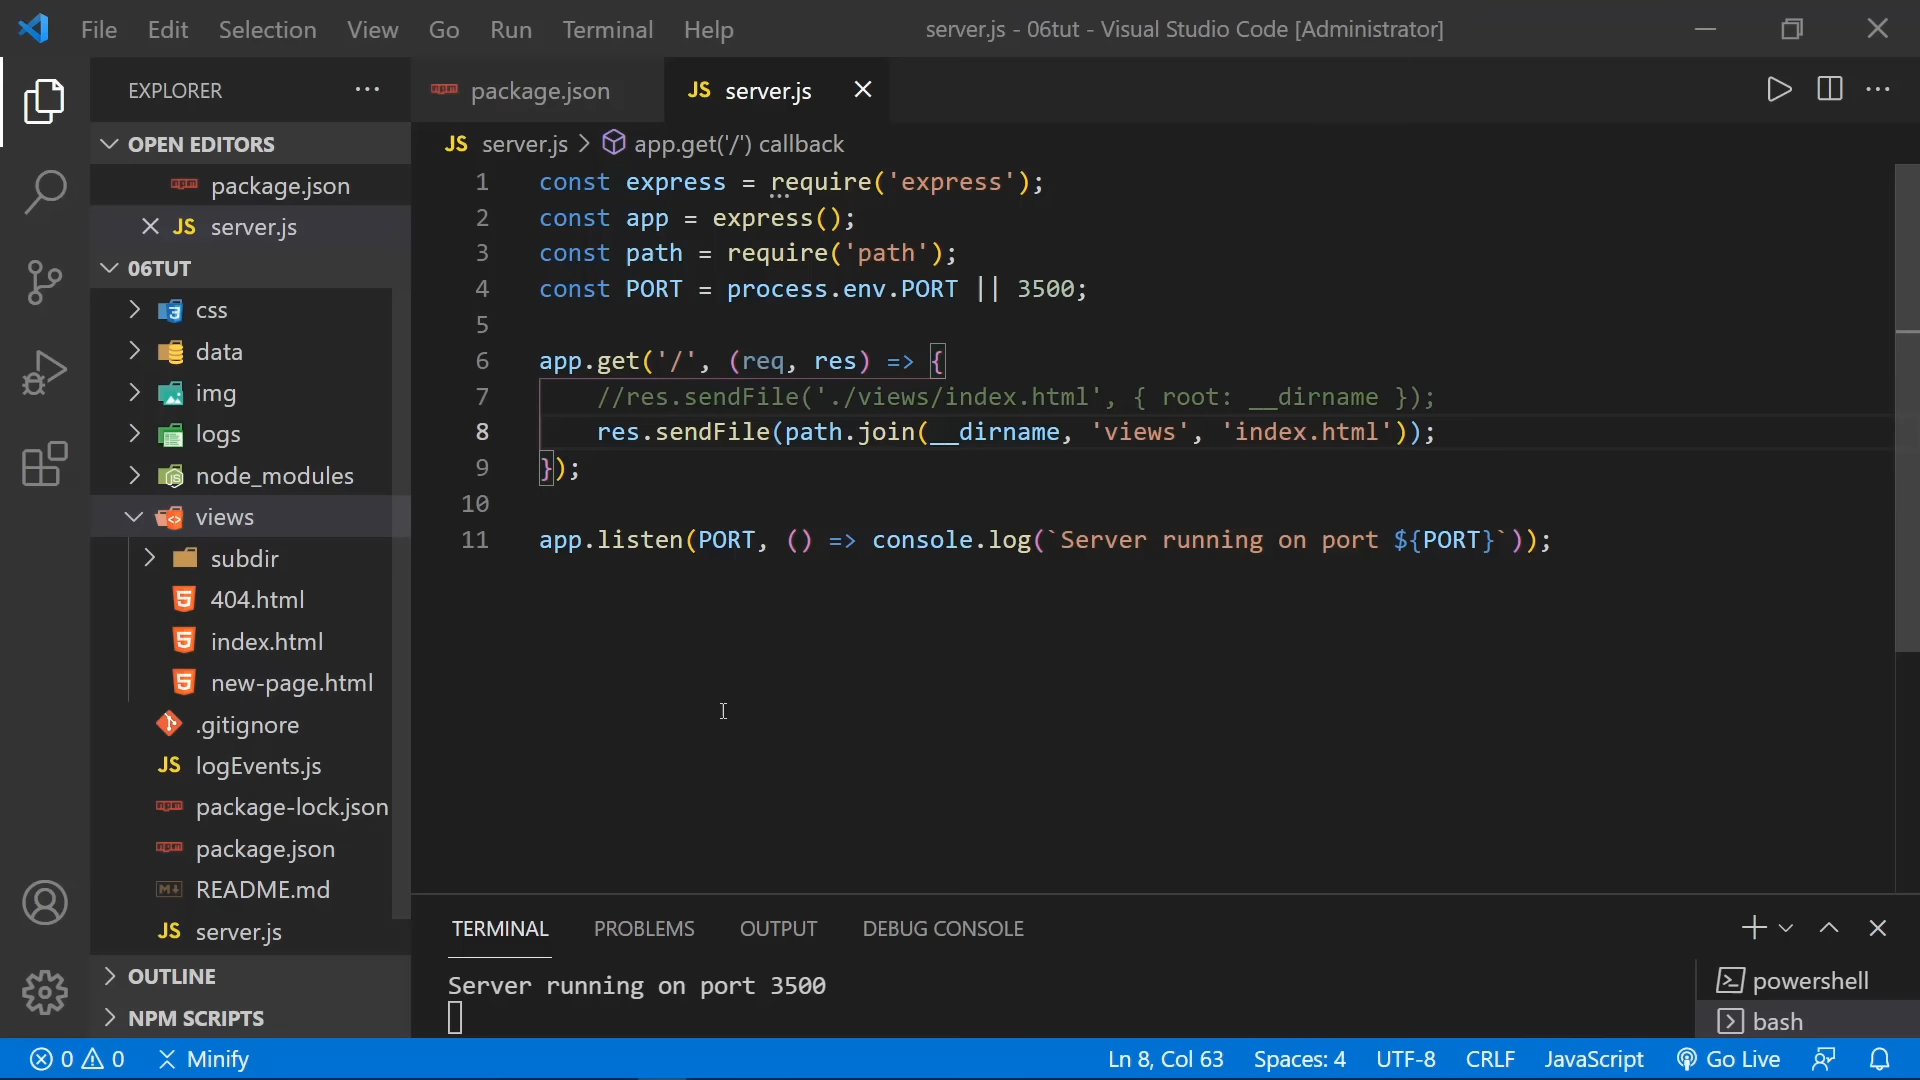 File Edit Selection View Go Run Terminal Help
server.js - 06tut - Visual Studio Code [Administrator]
EXPLORER ...
package.json
JS server.js
OPEN EDITORS
package.json
JS server.js
06TUT
css
data
img
logs
node_modules
views
subdir
404.html
index.html
new-page.html
.gitignore
JS logEvents.js
package-lock.json
package.json
README.md
JS server.js
OUTLINE
NPM SCRIPTS
JS server.js > app.get('/') callback
1 const express = require('express');
2 const app = express();
3 const path = require('path');
4 const PORT = process.env.PORT || 3500;
5
6 app.get('/', (req, res) => {
7 //res.sendFile('./views/index.html', { root: __dirname });
8 res.sendFile(path.join(__dirname, 'views', 'index.html'));
9 });
10
11 app.listen(PORT, () => console.log(`Server running on port ${PORT}`));
TERMINAL PROBLEMS OUTPUT DEBUG CONSOLE
Server running on port 3500
powershell
bash
0 0 Minify
Ln 8, Col 63 Spaces: 4 UTF-8 CRLF JavaScript Go Live